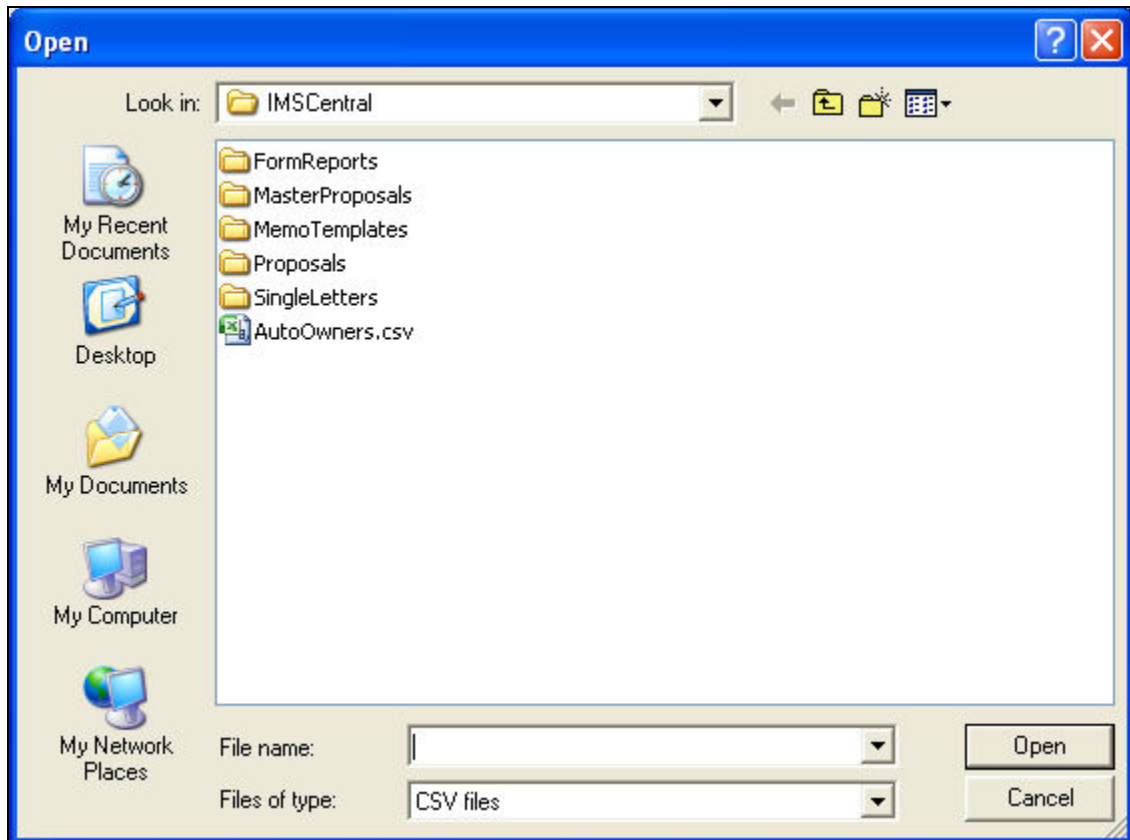 Open
Look in: IMSCentral
FormReports
MasterProposals
MemoTemplates
Proposals
SingleLetters
AutoOwners.csv
My Recent
Documents
Desktop
My Documents
My Computer
My Network
Places
File name:
Open
Files of type: CSV files
Cancel